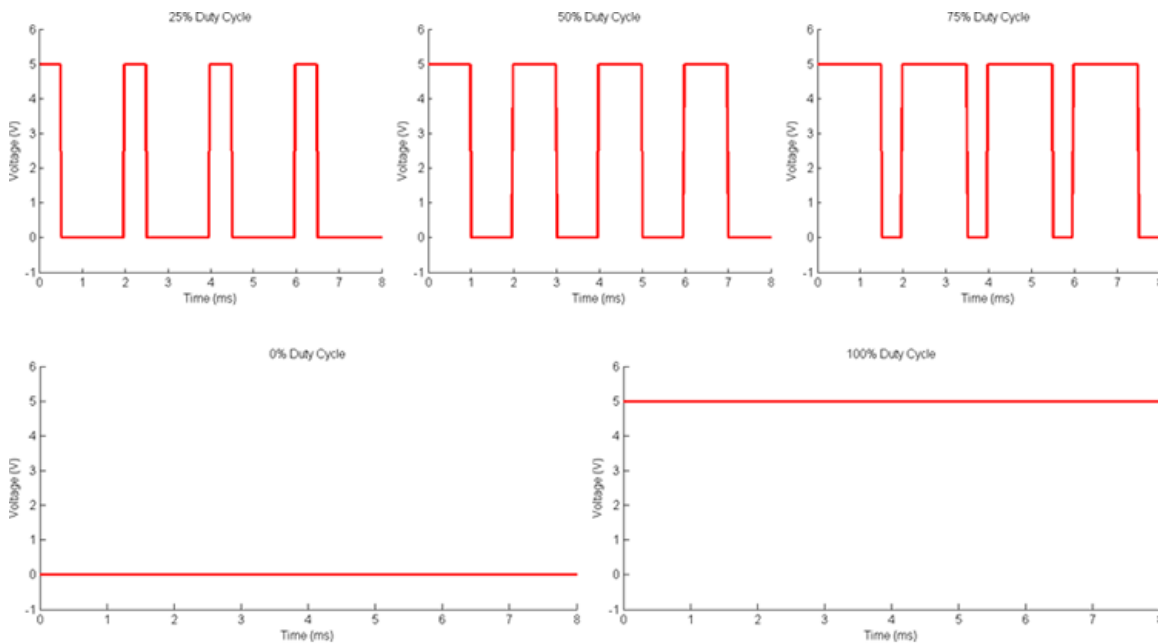 25% Duty Cycle
6
5
4
3
2
1
0
-1
Voltage (V)
0 1 2 3 4 5 6 7 8
Time (ms)
50% Duty Cycle
6
5
4
3
2
1
0
-1
Voltage (V)
0 1 2 3 4 5 6 7 8
Time (ms)
75% Duty Cycle
6
5
4
3
2
1
0
-1
Voltage (V)
0 1 2 3 4 5 6 7 8
Time (ms)
0% Duty Cycle
6
5
4
3
2
1
0
-1
Voltage (V)
0 1 2 3 4 5 6 7 8
Time (ms)
100% Duty Cycle
6
5
4
3
2
1
0
-1
Voltage (V)
0 1 2 3 4 5 6 7 8
Time (ms)